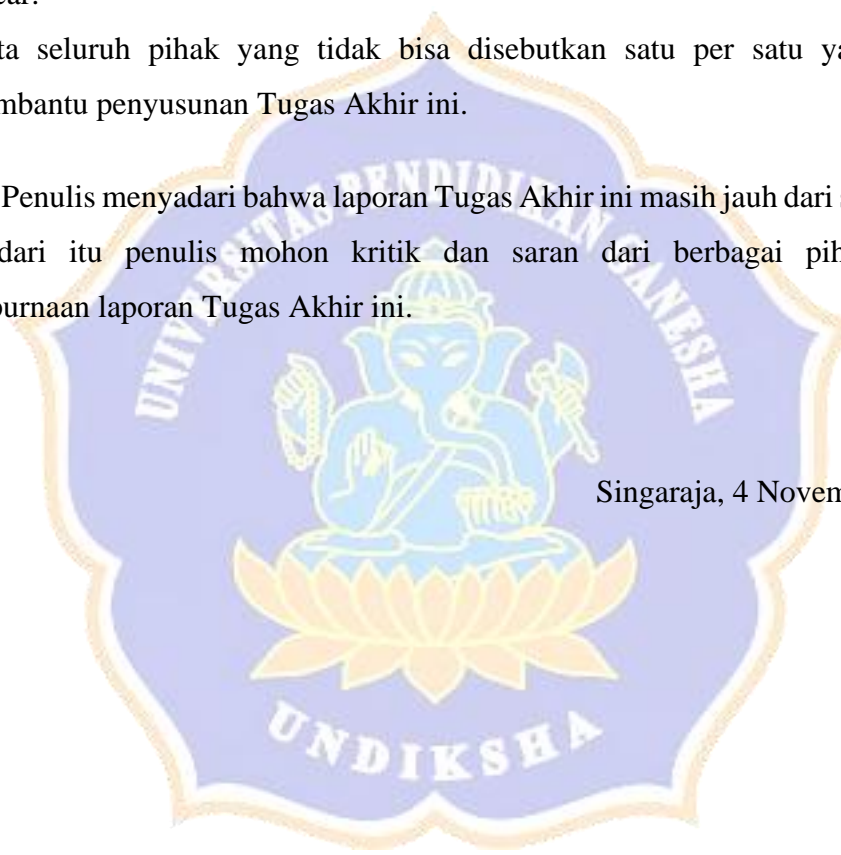 ta seluruh pihak yang tidak bisa disebutkan satu per satu
mbantu penyusunan Tugas Akhir ini.
Penulis menyadari bahwa laporan Tugas Akhir ini masih jauh dari
dari itu penulis mohon kritik dan saran dari berbagai
purnaan laporan Tugas Akhir ini.
Singaraja, 4 Novem
UNIVERSITAS PENDIDIKAN GANESHA
UNDIKSHA